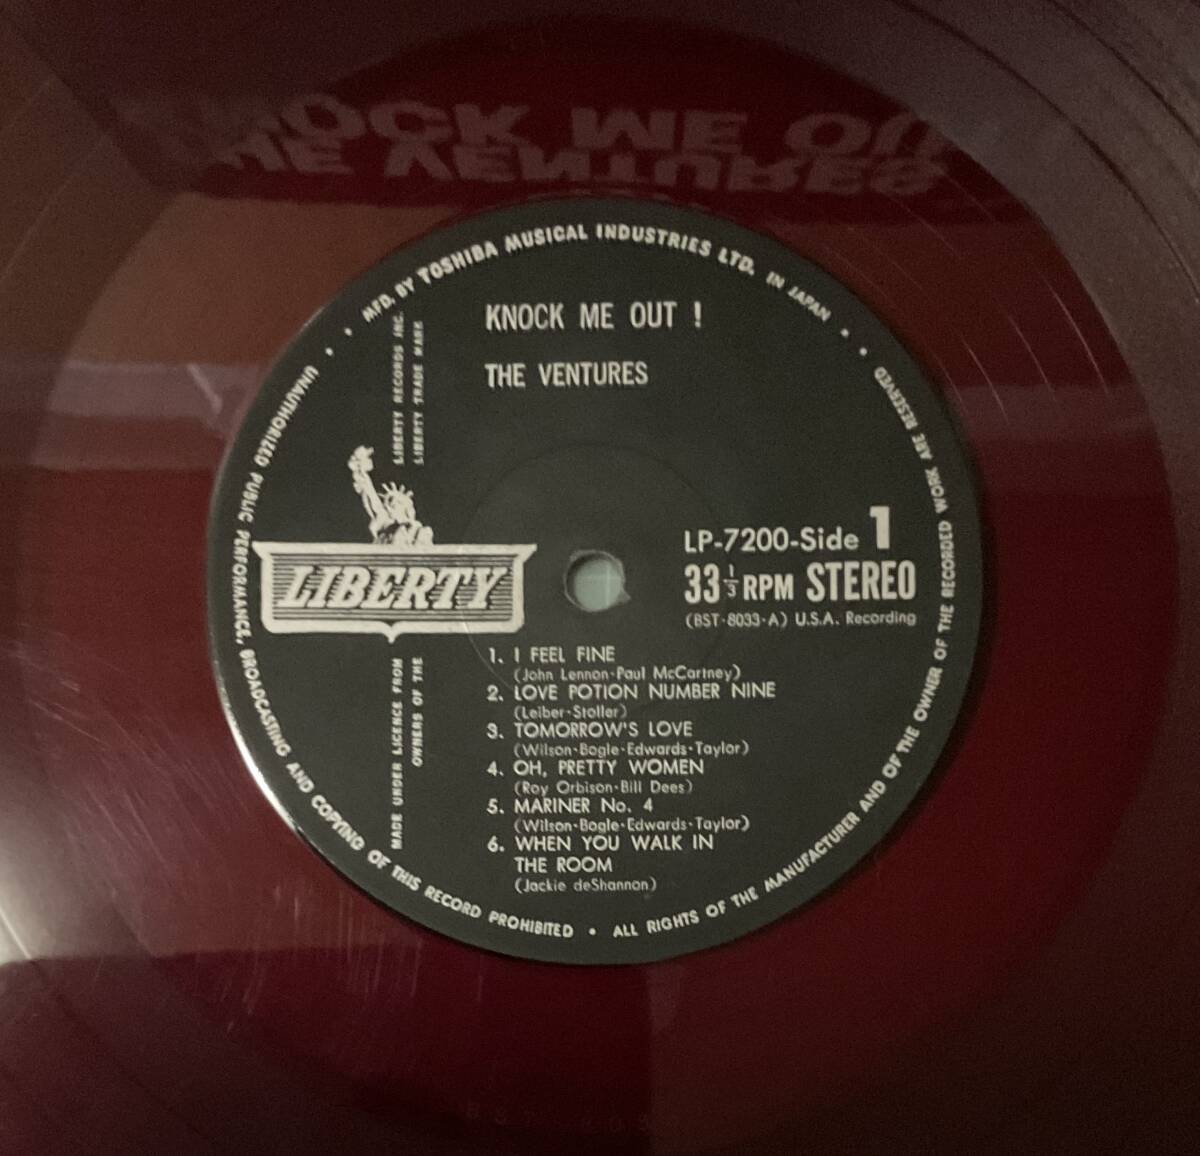 KNOCK ME OU
THE VENTURES
MFD. BY TOSHIBA MUSICAL INDUSTRIES LTD. IN JAPAN
KNOCK ME OUT !
THE VENTURES
LIBERTY RECORDS INC.
LIBERTY TRADE MARK
LIBERTY
LP-7200-Side 1
33 1/3 RPM STEREO
(BST-8033-A) U.S.A. Recording
1. I FEEL FINE
(John Lennon-Paul McCartney)
2. LOVE POTION NUMBER NINE
(Leiber-Stoller)
3. TOMORROW'S LOVE
(Wilson-Bogle-Edwards-Taylor)
4. OH, PRETTY WOMEN
(Roy Orbison-Bill Dees)
5. MARINER No. 4
(Wilson-Bogle-Edwards-Taylor)
6. WHEN YOU WALK IN
THE ROOM
(Jackie deShannon)
MADE UNDER LICENCE FROM
OWNERS OF THE
UNAUTHORIZED PUBLIC PERFORMANCE, BROADCASTING AND COPYING OF THIS RECORD PROHIBITED • ALL RIGHTS OF THE MANUFACTURER AND OF THE OWNER OF THE RECORDED WORK ARE RESERVED